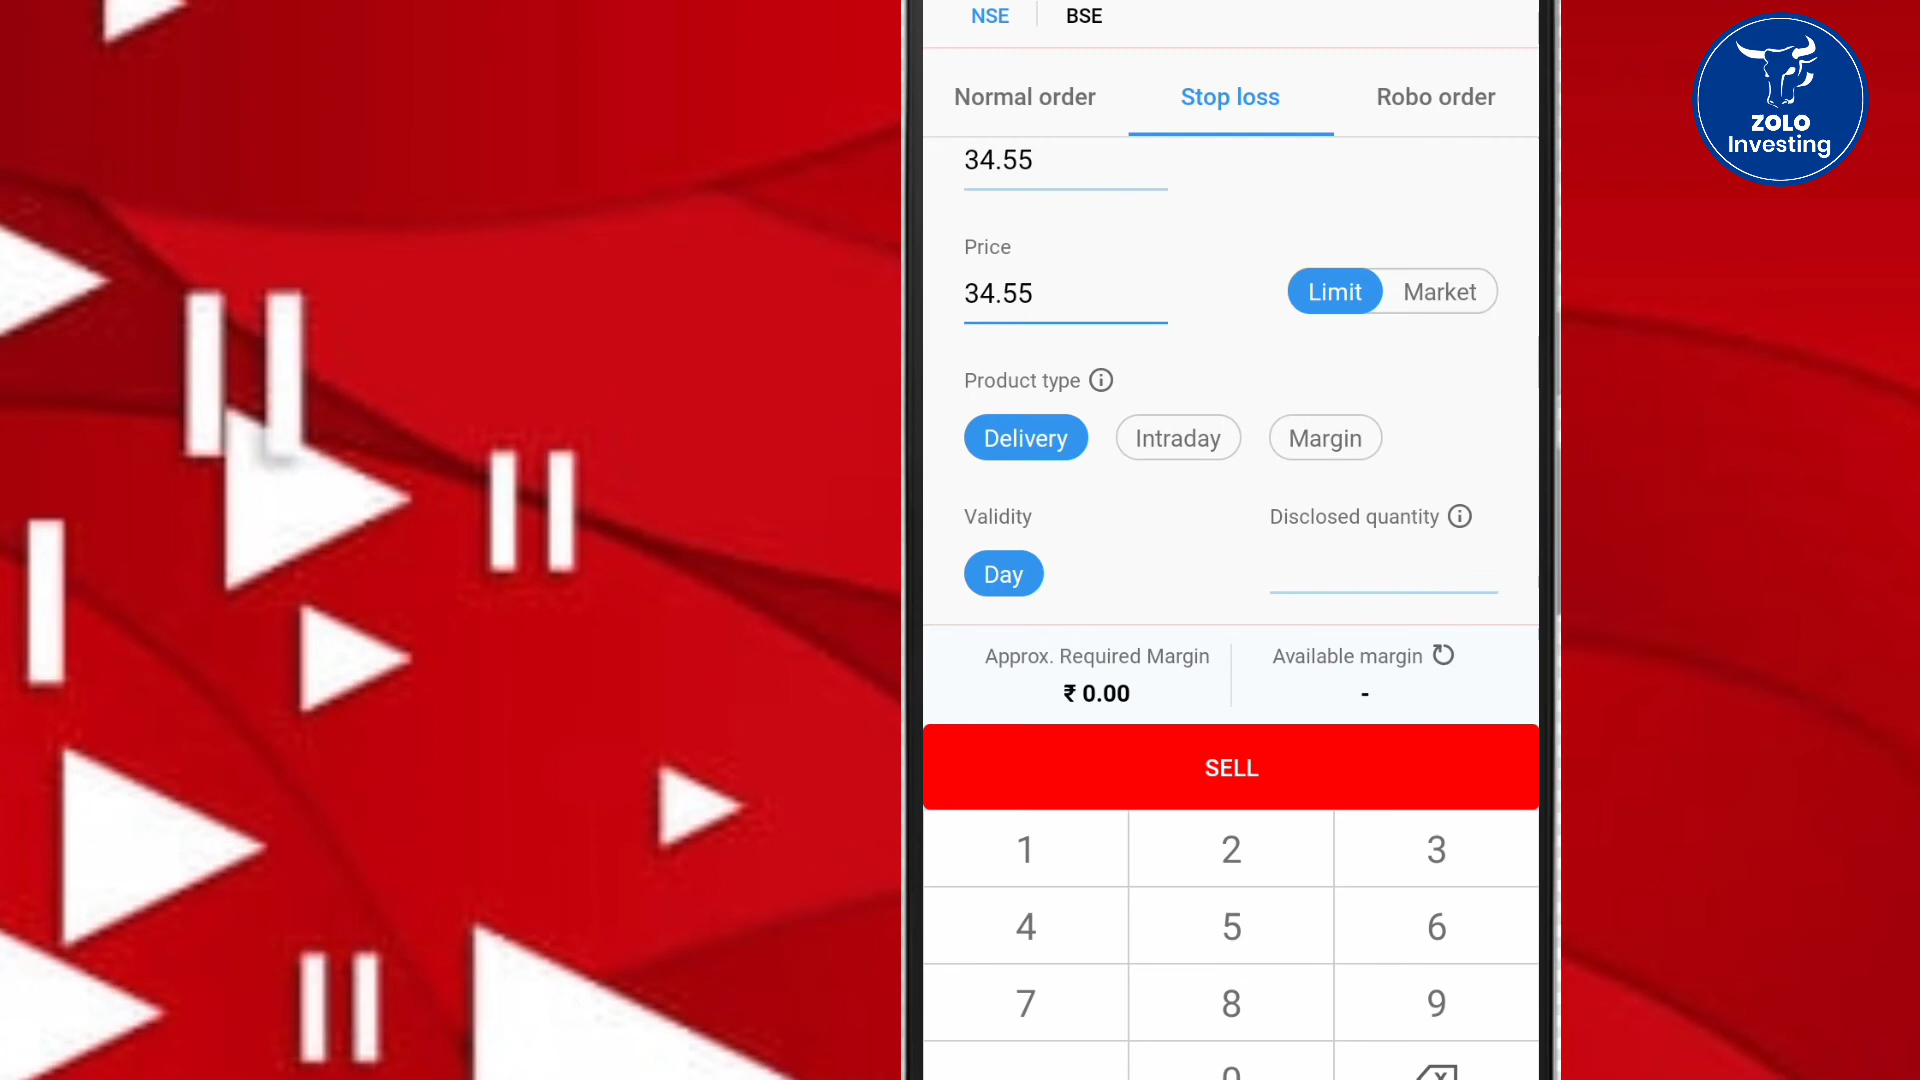 NSE
BSE
ZOLO
Investing
Normal order
Stop loss
Robo order
34.55
Price
34.55
Limit
Market
Product type
Delivery
Intraday
Margin
Validity
Disclosed quantity
Day
Approx. Required Margin
Available margin
₹ 0.00
-
SELL
1
2
3
4
5
6
7
8
9
0